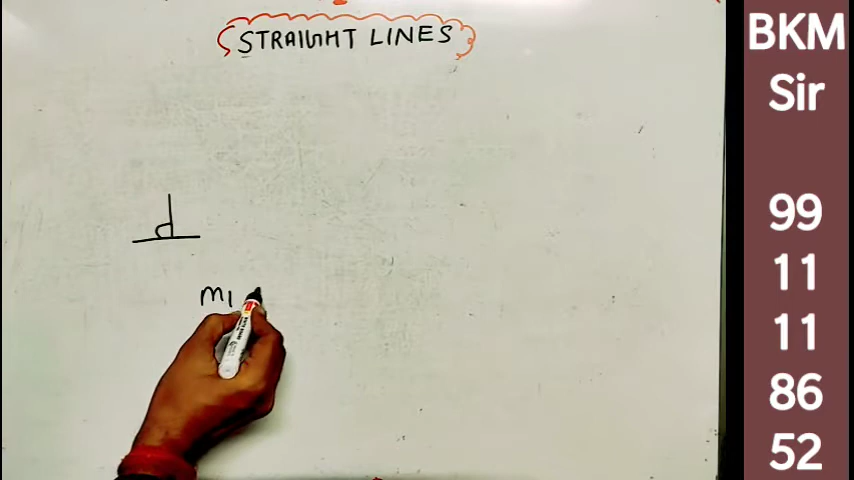 STRAIGHT LINES
m1
BKM
Sir
99
11
11
86
52